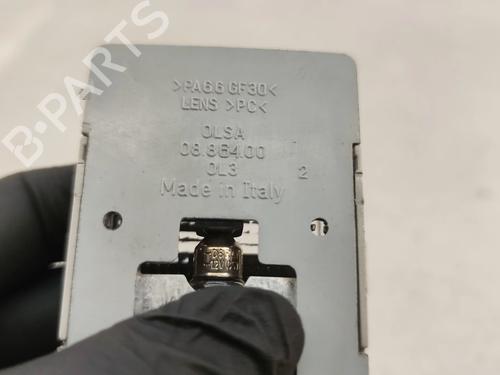 >PA6.6 GF30<
LENS >PC<
OLSA
08.864.00
OL3
2
Made in Italy
B-PARTS